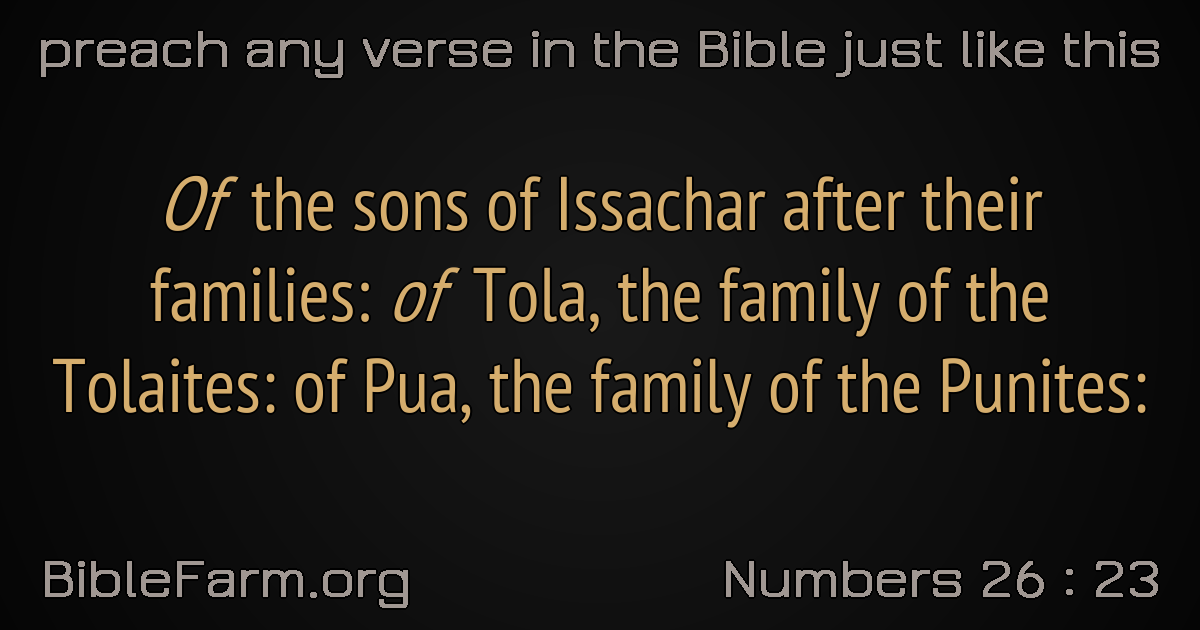 preach any verse in the Bible just like this
Of the sons of Issachar after their
families: of Tola, the family of the
Tolaites: of Pua, the family of the Punites:
BibleFarm.org
Numbers 26 : 23